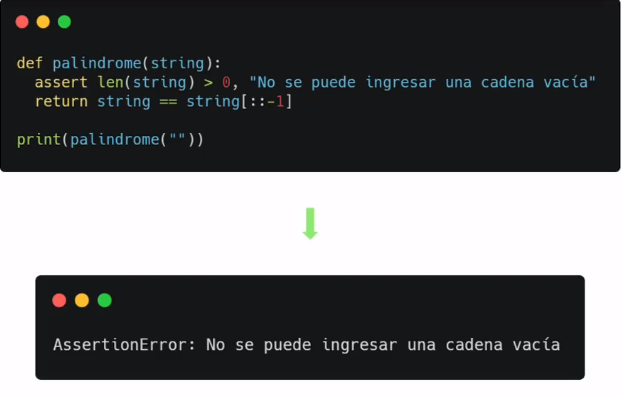 def palindrome(string):
  assert len(string) > 0, "No se puede ingresar una cadena vacía"
  return string == string[::-1]
print(palindrome(""))
AssertionError: No se puede ingresar una cadena vacía